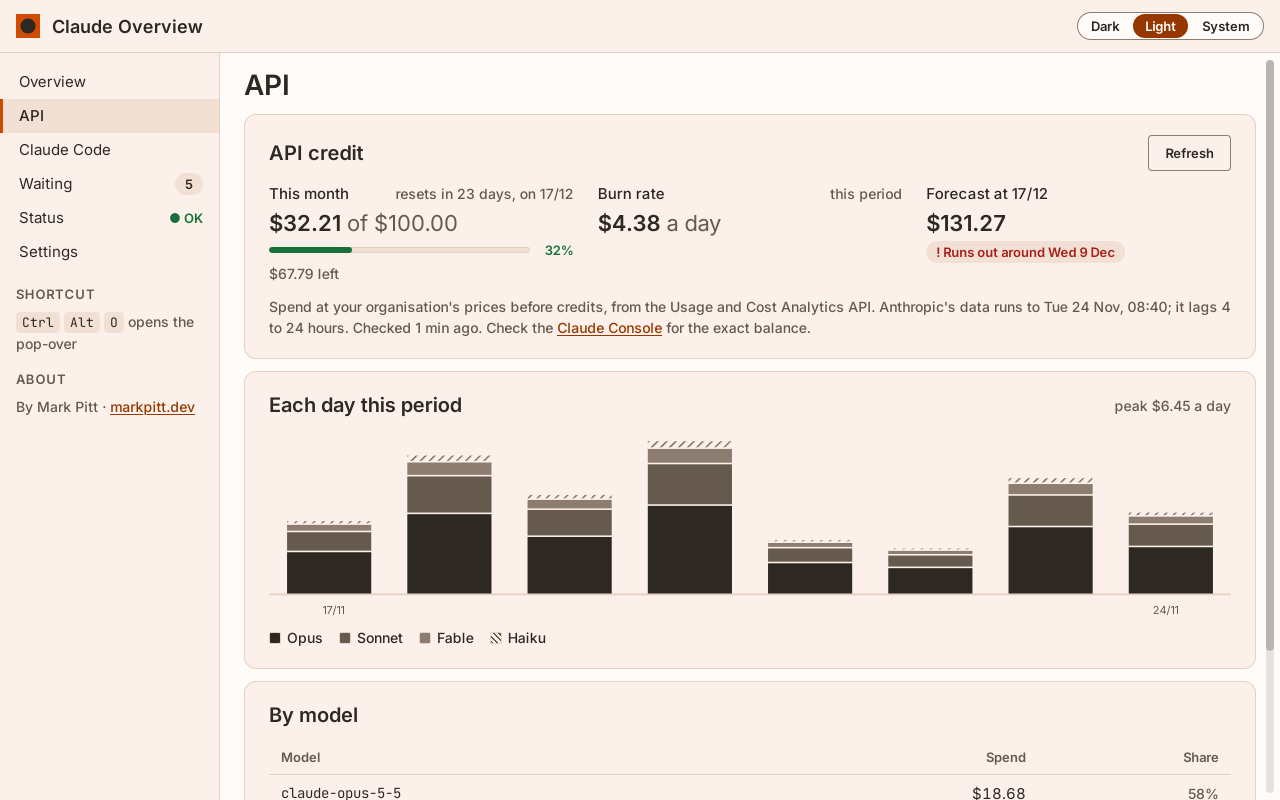 Claude Overview
Dark Light System
Overview
API
Claude Code
Waiting 5
Status OK
Settings
SHORTCUT
Ctrl Alt O opens the
pop-over
ABOUT
By Mark Pitt · markpitt.dev
API
API credit
Refresh
This month resets in 23 days, on 17/12
$32.21 of $100.00
32%
$67.79 left
Burn rate this period
$4.38 a day
Forecast at 17/12
$131.27
! Runs out around Wed 9 Dec
Spend at your organisation's prices before credits, from the Usage and Cost Analytics API. Anthropic's data runs to Tue 24 Nov, 08:40; it lags 4
to 24 hours. Checked 1 min ago. Check the Claude Console for the exact balance.
Each day this period
peak $6.45 a day
17/11 24/11
Opus Sonnet Fable Haiku
By model
Model Spend Share
claude-opus-5-5 $18.68 58%